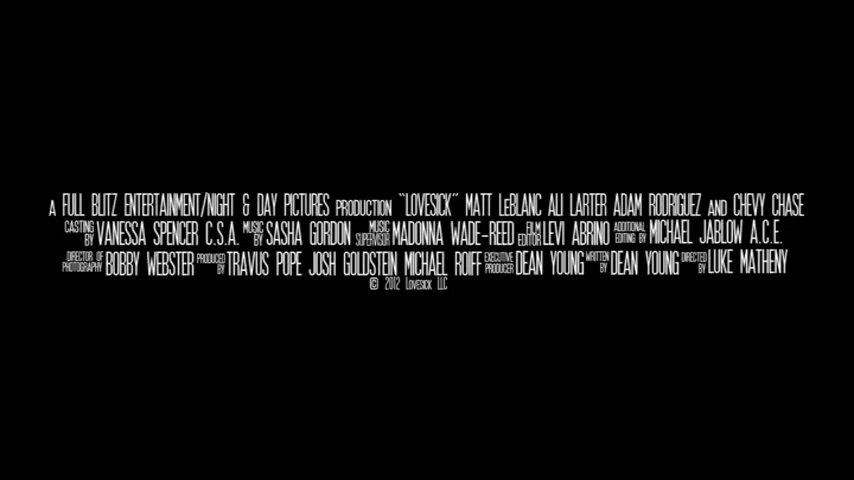 A FULL BLITZ ENTERTAINMENT/NIGHT & DAY PICTURES PRODUCTION "LOVESICK" MATT LEBLANC ALI LARTER ADAM RODRIGUEZ AND CHEVY CHASE
CASTING BY VANESSA SPENCER C.S.A. MUSIC BY SASHA GORDON MUSIC SUPERVISOR MADONNA WADE-REED FILM EDITOR LEVI ABRINO ADDITIONAL EDITING BY MICHAEL JABLOW A.C.E.
DIRECTOR OF PHOTOGRAPHY BOBBY WEBSTER PRODUCED BY TRAVUS POPE JOSH GOLDSTEIN MICHAEL ROIFF EXECUTIVE PRODUCER DEAN YOUNG WRITTEN BY DEAN YOUNG DIRECTED BY LUKE MATHENY
© 2012 LOVESICK LLC